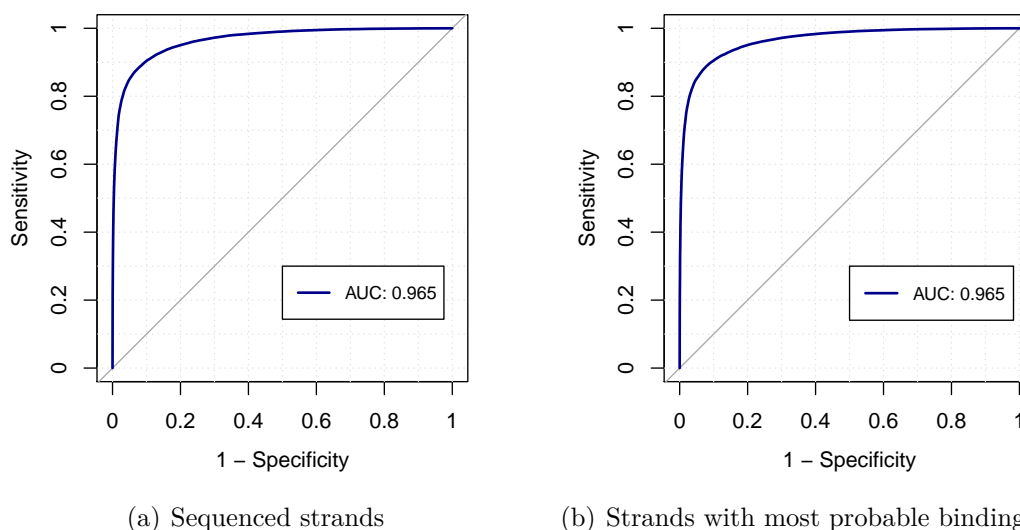 1
0.8
0.6
0.4
0.2
0
Sensitivity
AUC: 0.965
0 0.2 0.4 0.6 0.8 1
1 − Specificity
(a) Sequenced strands
1
0.8
0.6
0.4
0.2
0
Sensitivity
AUC: 0.965
0 0.2 0.4 0.6 0.8 1
1 − Specificity
(b) Strands with most probable binding